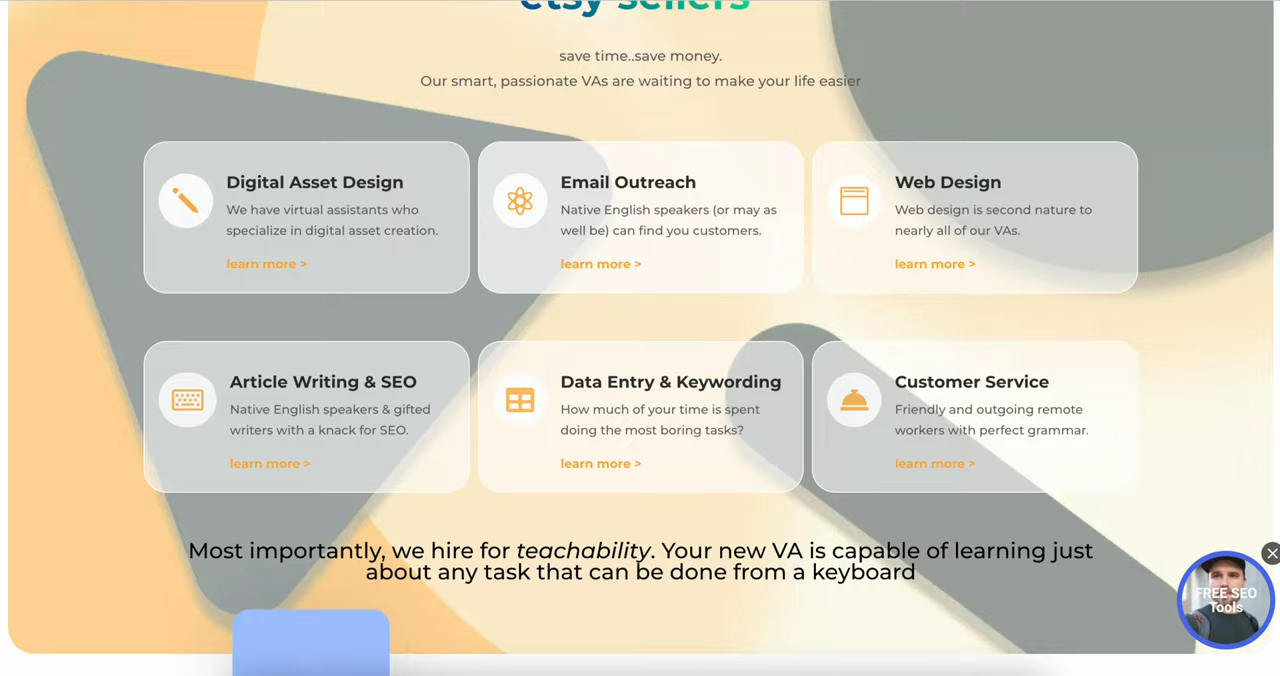 etsy sellers
save time..save money.
Our smart, passionate VAs are waiting to make your life easier
Digital Asset Design
We have virtual assistants who
specialize in digital asset creation.
learn more >
Email Outreach
Native English speakers (or may as
well be) can find you customers.
learn more >
Web Design
Web design is second nature to
nearly all of our VAs.
learn more >
Article Writing & SEO
Native English speakers & gifted
writers with a knack for SEO.
learn more >
Data Entry & Keywording
How much of your time is spent
doing the most boring tasks?
learn more >
Customer Service
Friendly and outgoing remote
workers with perfect grammar.
learn more >
Most importantly, we hire for teachability. Your new VA is capable of learning just
about any task that can be done from a keyboard
FREE SEO
Tools